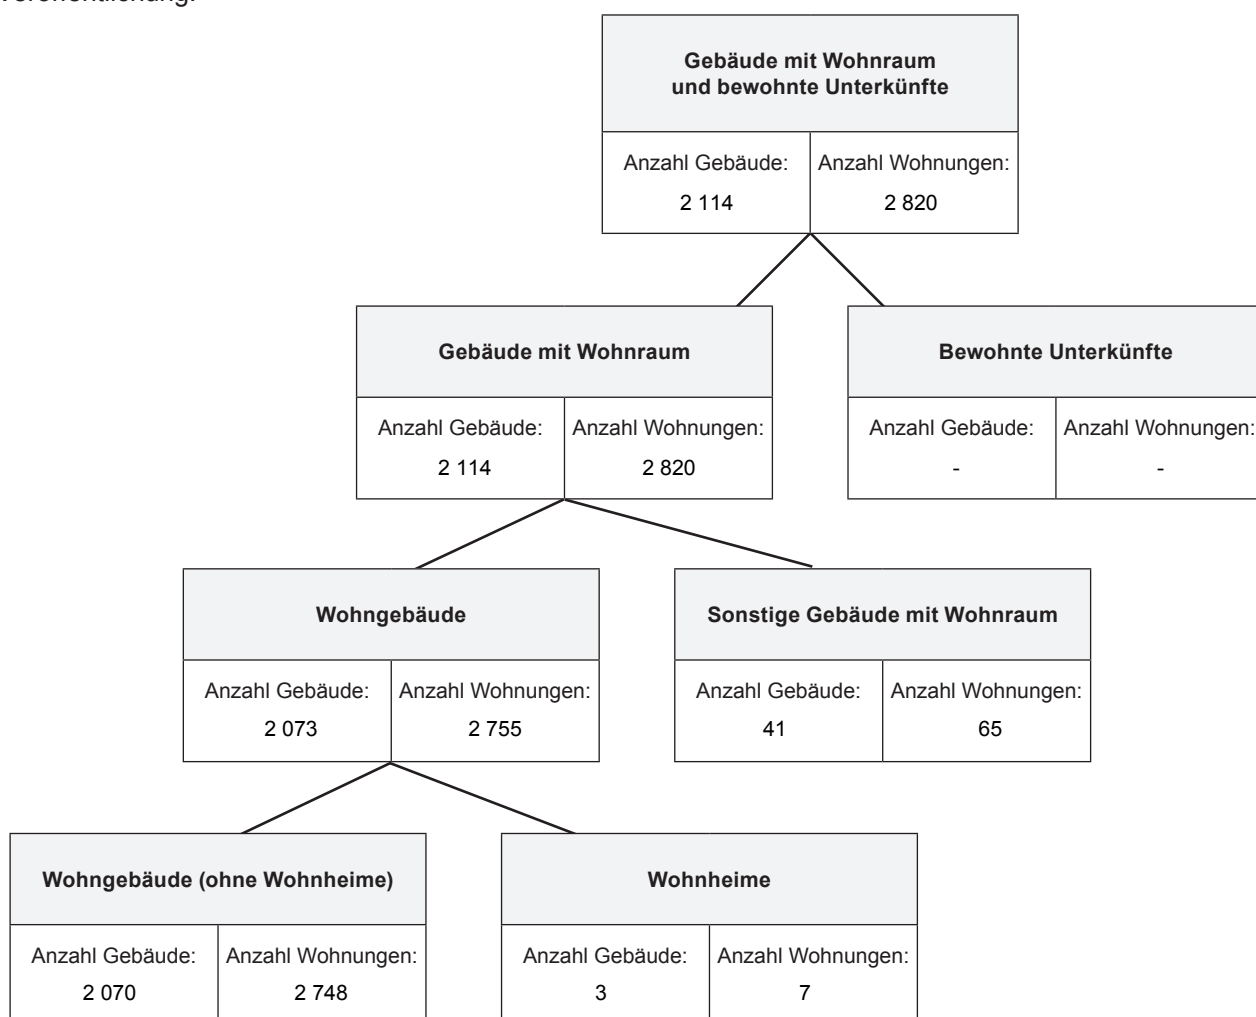 Veröffentlichung.
Gebäude mit Wohnraum
und bewohnte Unterkünfte
Anzahl Gebäude: Anzahl Wohnungen:
2 114 2 820
Gebäude mit Wohnraum Bewohnte Unterkünfte
Anzahl Gebäude: Anzahl Wohnungen: Anzahl Gebäude: Anzahl Wohnungen:
2 114 2 820 - -
Wohngebäude Sonstige Gebäude mit Wohnraum
Anzahl Gebäude: Anzahl Wohnungen: Anzahl Gebäude: Anzahl Wohnungen:
2 073 2 755 41 65
Wohngebäude (ohne Wohnheime) Wohnheime
Anzahl Gebäude: Anzahl Wohnungen: Anzahl Gebäude: Anzahl Wohnungen:
2 070 2 748 3 7